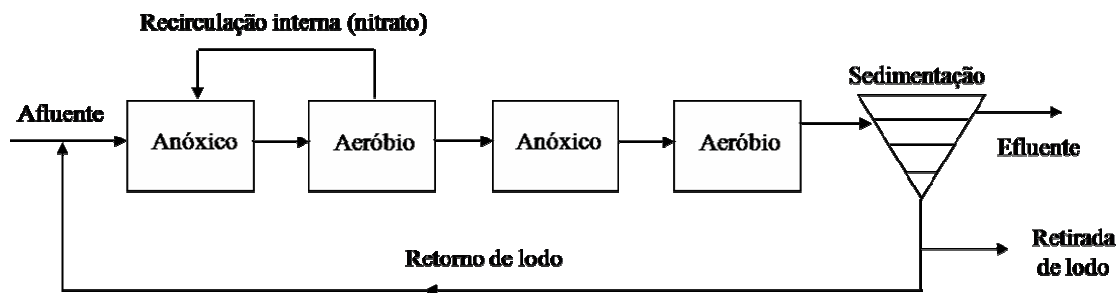 Recirculação interna (nitrato)
Sedimentação
Afluente
Anóxico
Aeróbio
Anóxico
Aeróbio
Efluente
Retorno de lodo
Retirada
de lodo